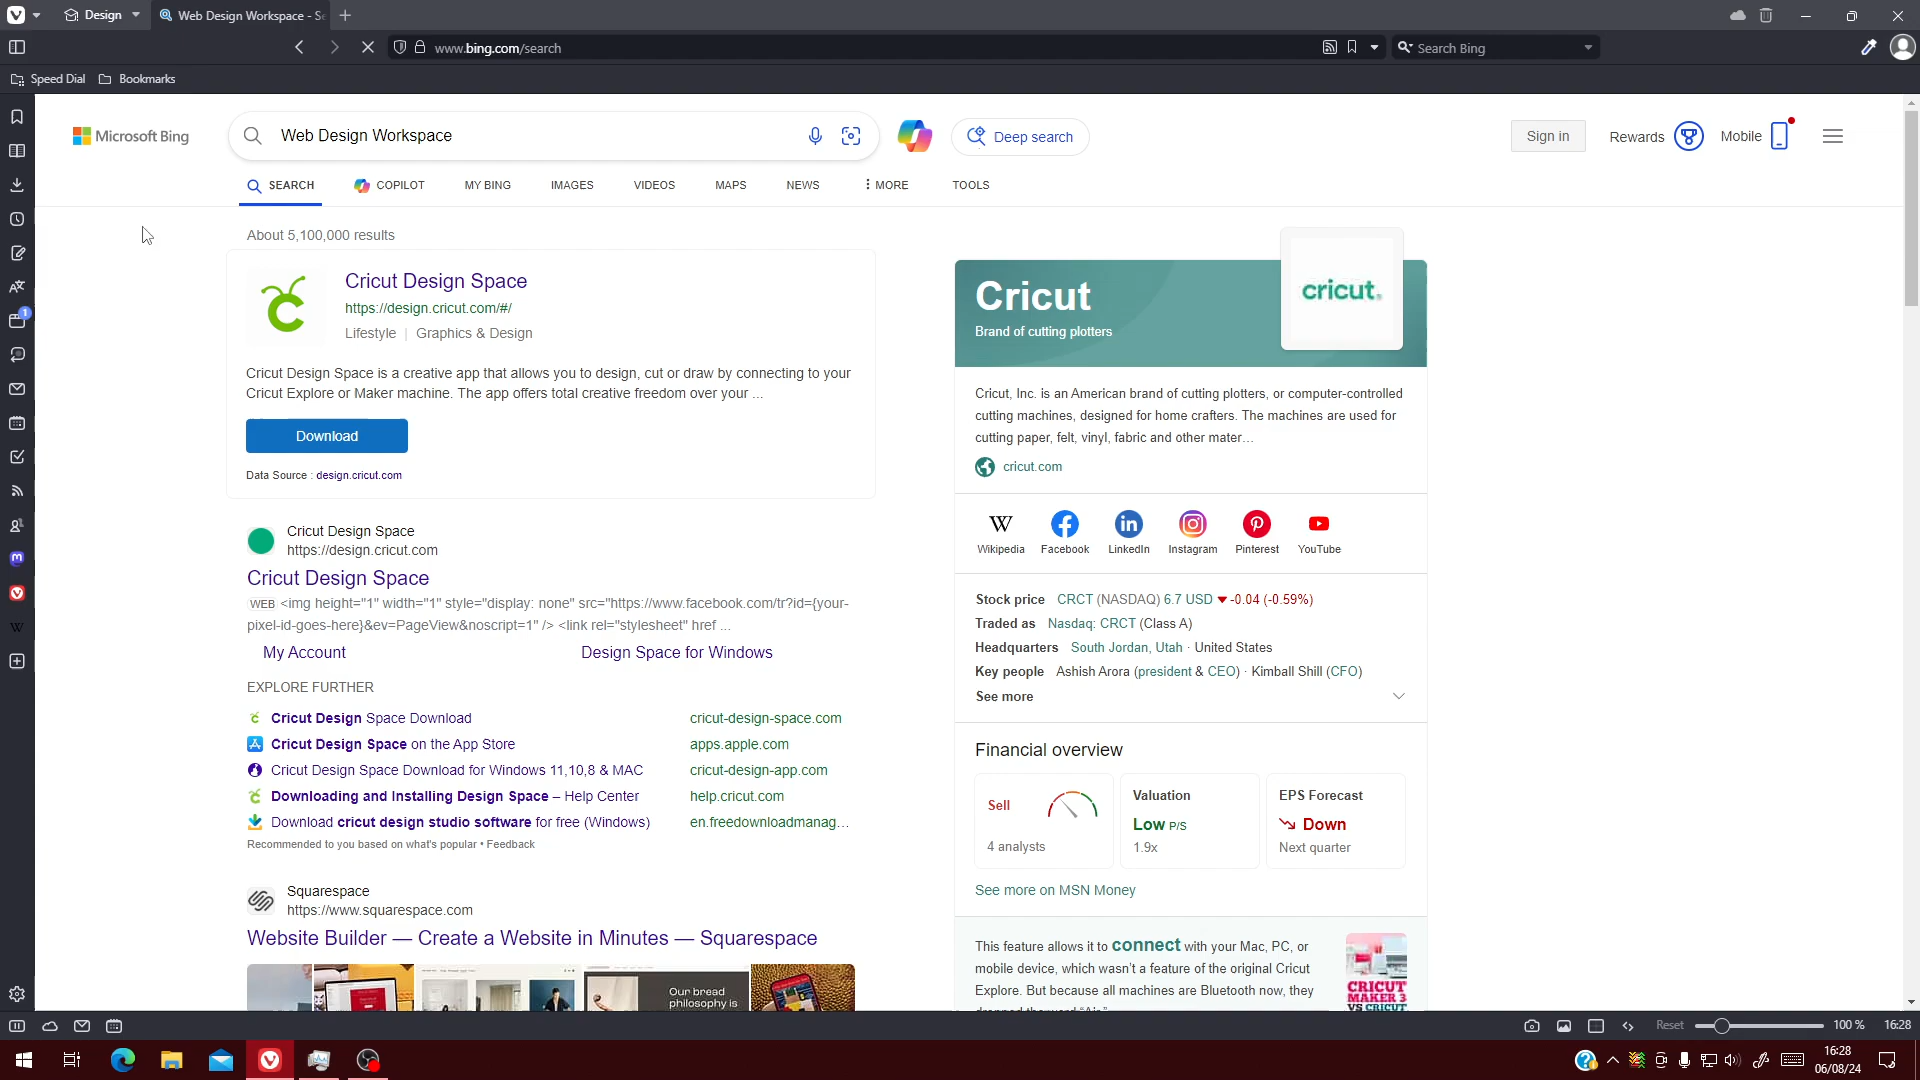 Design
Web Design Workspace - Se
www.bing.com/search
Search Bing
Speed Dial
Bookmarks
Microsoft Bing
Web Design Workspace
Deep search
Sign in
Rewards
Mobile
SEARCH
COPILOT
MY BING
IMAGES
VIDEOS
MAPS
NEWS
MORE
TOOLS
About 5,100,000 results
Cricut Design Space
https://design.cricut.com/#/
Lifestyle | Graphics & Design
Cricut Design Space is a creative app that allows you to design, cut or draw by connecting to your
Cricut Explore or Maker machine. The app offers total creative freedom over your ...
Download
Data Source : design.cricut.com
Cricut Design Space
https://design.cricut.com
Cricut Design Space
WEB <img height="1" width="1" style="display: none" src="https://www.facebook.com/tr?id={your-
pixel-id-goes-here}&ev=PageView&noscript=1" /> <link rel="stylesheet" href ...
My Account
Design Space for Windows
EXPLORE FURTHER
Cricut Design Space Download
cricut-design-space.com
Cricut Design Space on the App Store
apps.apple.com
Cricut Design Space Download for Windows 11,10,8 & MAC
cricut-design-app.com
Downloading and Installing Design Space – Help Center
help.cricut.com
Download cricut design studio software for free (Windows)
en.freedownloadmanag...
Recommended to you based on what's popular • Feedback
Squarespace
https://www.squarespace.com
Website Builder — Create a Website in Minutes — Squarespace
Our bread
philosophy is
Cricut
Brand of cutting plotters
cricut
Cricut, Inc. is an American brand of cutting plotters, or computer-controlled
cutting machines, designed for home crafters. The machines are used for
cutting paper, felt, vinyl, fabric and other mater…
cricut.com
W
Wikipedia
Facebook
LinkedIn
Instagram
Pinterest
YouTube
Stock price CRCT (NASDAQ) 6.7 USD ▼ -0.04 (-0.59%)
Traded as Nasdaq: CRCT (Class A)
Headquarters South Jordan, Utah · United States
Key people Ashish Arora (president & CEO) · Kimball Shill (CFO)
See more
Financial overview
Sell
4 analysts
Valuation
Low P/S
1.9x
EPS Forecast
Down
Next quarter
See more on MSN Money
This feature allows it to connect with your Mac, PC, or
mobile device, which wasn't a feature of the original Cricut
Explore. But because all machines are Bluetooth now, they
dropped the word "Air."
CRICUT
MAKER 3
VS CRICUT
1
Reset
100 %
16:28
16:28
06/08/24